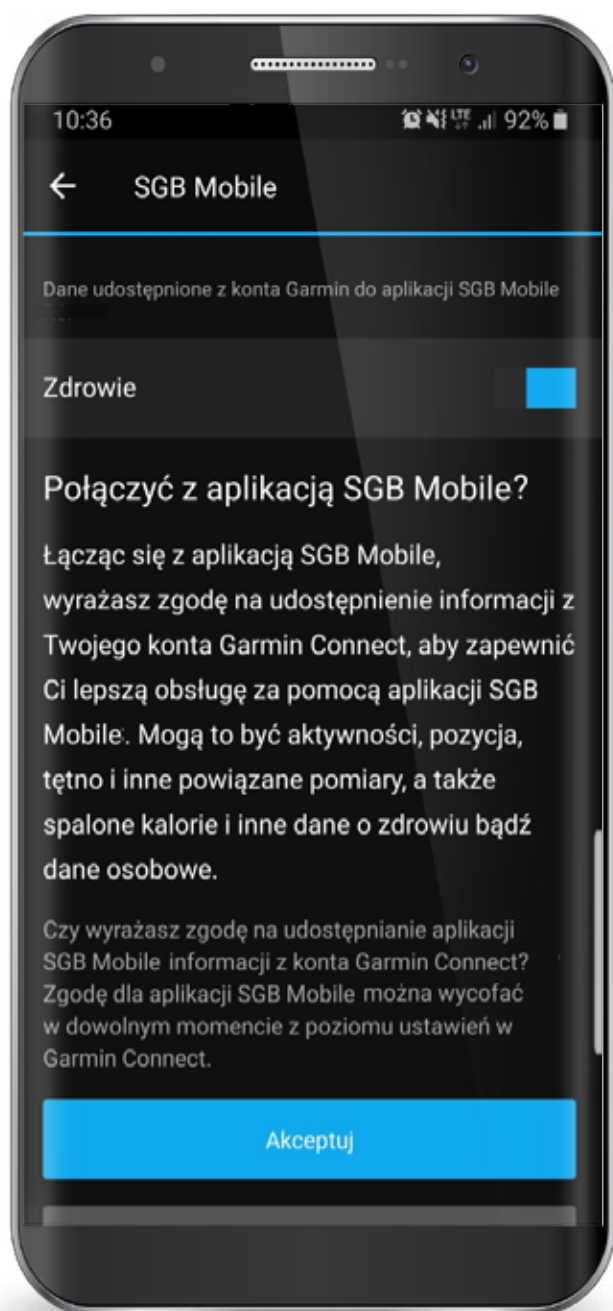 10:36 LTE 92%
SGB Mobile
Dane udostępnione z konta Garmin do aplikacji SGB Mobile
Zdrowie
Połączyć z aplikacją SGB Mobile?
Łącząc się z aplikacją SGB Mobile,
wyrażasz zgodę na udostępnienie informacji z
Twojego konta Garmin Connect, aby zapewnić
Ci lepszą obsługę za pomocą aplikacji SGB
Mobile. Mogą to być aktywności, pozycja,
tętno i inne powiązane pomiary, a także
spalone kalorie i inne dane o zdrowiu bądź
dane osobowe.
Czy wyrażasz zgodę na udostępnianie aplikacji
SGB Mobile informacji z konta Garmin Connect?
Zgodę dla aplikacji SGB Mobile można wycofać
w dowolnym momencie z poziomu ustawień w
Garmin Connect.
Akceptuj